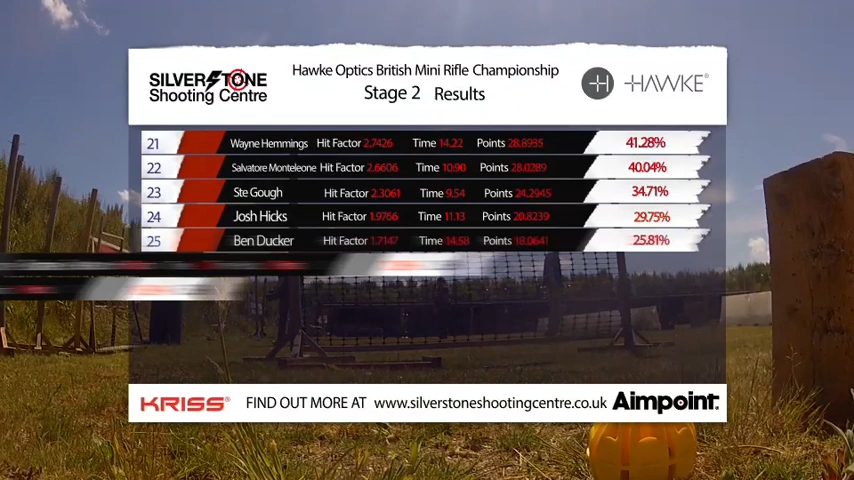 SILVERSTONE
Shooting Centre
Hawke Optics British Mini Rifle Championship
Stage 2 Results
HAWKE®
21 Wayne Hemmings Hit Factor 2.7426 Time 14.22 Points 28.8935 41.28%
22 Salvatore Monteleone Hit Factor 2.6606 Time 10.90 Points 28.0289 40.04%
23 Ste Gough Hit Factor 2.3061 Time 9.54 Points 24.2945 34.71%
24 Josh Hicks Hit Factor 1.9766 Time 11.13 Points 20.8239 29.75%
25 Ben Ducker Hit Factor 1.7147 Time 14.58 Points 18.0641 25.81%
KRISS® FIND OUT MORE AT www.silverstoneshootingcentre.co.uk Aimpoint®